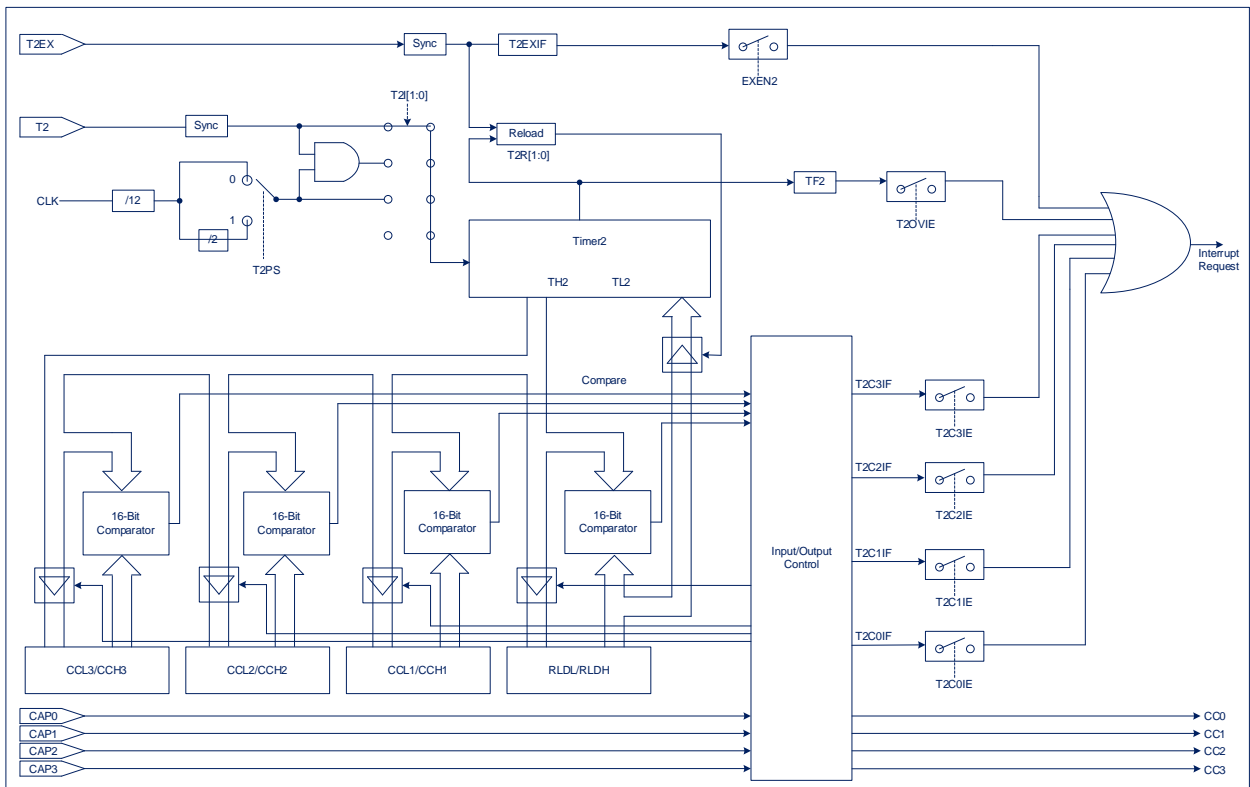 T2EX
Sync
T2EXIF
EXEN2
T2I[1:0]
T2
Sync
Reload
T2R[1:0]
0
CLK
/12
1
/2
T2PS
TF2
T2OVIE
Timer2
TH2 TL2
Interrupt
Request
Compare
T2C3IF
T2C3IE
T2C2IF
T2C2IE
16-Bit
Comparator
16-Bit
Comparator
16-Bit
Comparator
16-Bit
Comparator
Input/Output
Control
T2C1IF
T2C1IE
T2C0IF
T2C0IE
CCL3/CCH3
CCL2/CCH2
CCL1/CCH1
RLDL/RLDH
CAP0
CC0
CAP1
CC1
CAP2
CC2
CAP3
CC3